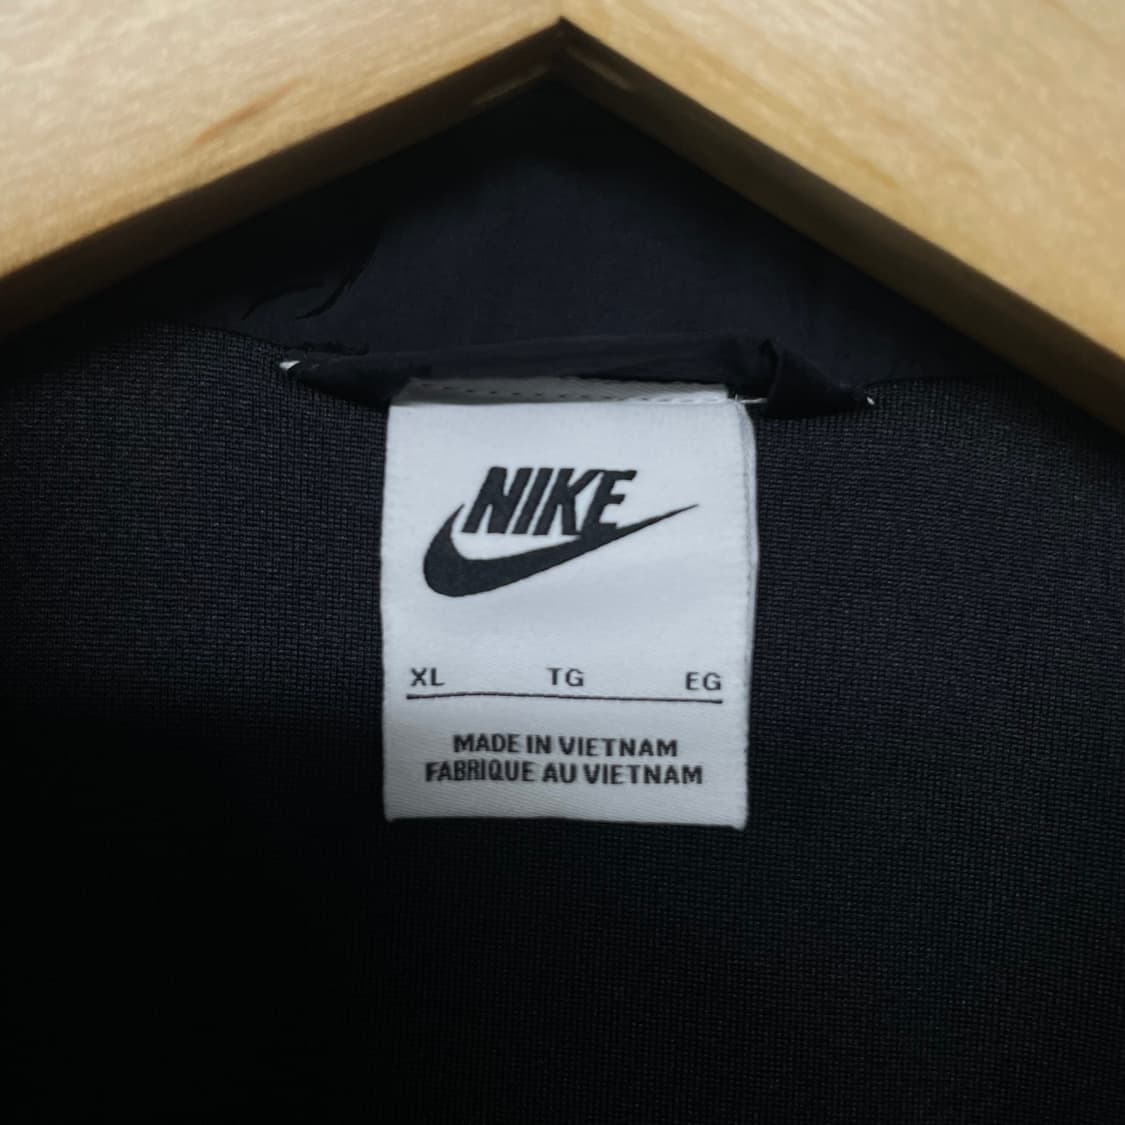 NIKE
XL TG EG
MADE IN VIETNAM
FABRIQUE AU VIETNAM